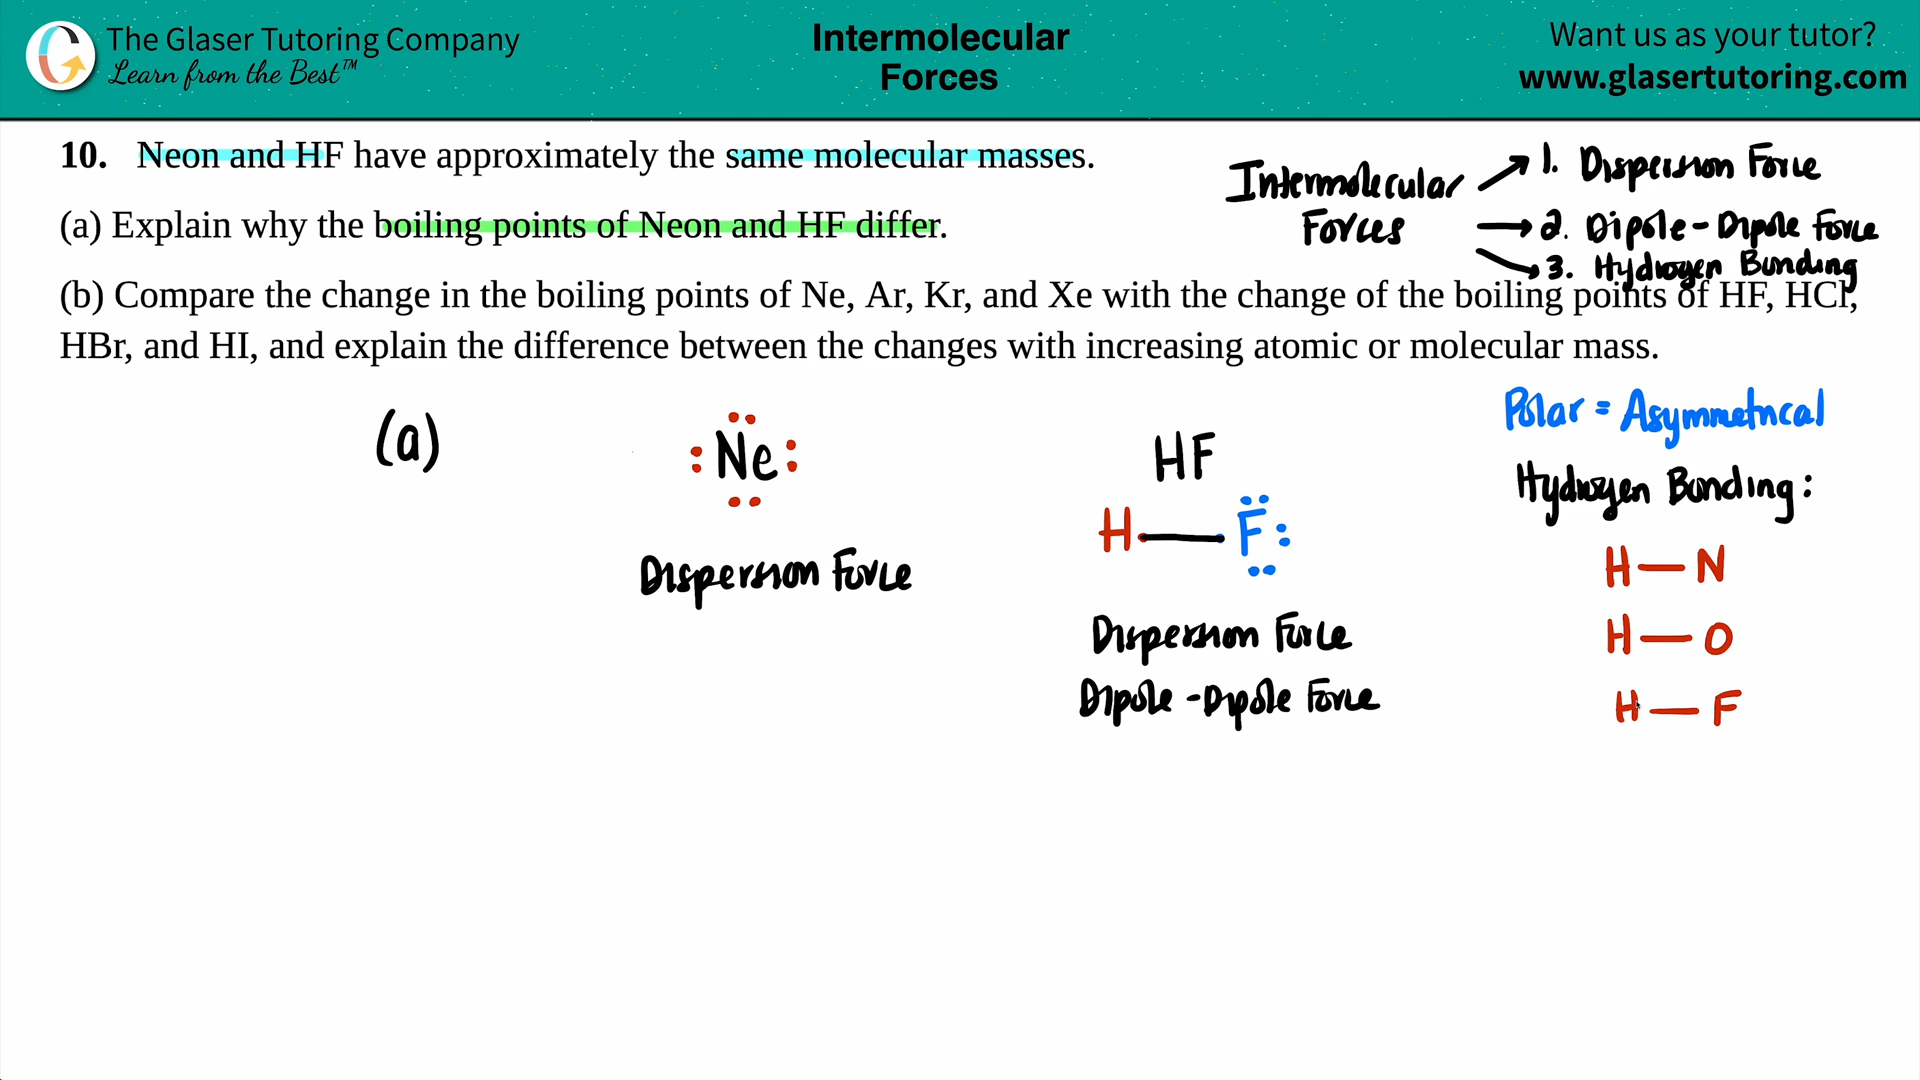 The Glaser Tutoring Company
Learn from the Best™
Intermolecular
Forces
Want us as your tutor?
www.glasertutoring.com
10. Neon and HF have approximately the same molecular masses.
(a) Explain why the boiling points of Neon and HF differ.
(b) Compare the change in the boiling points of Ne, Ar, Kr, and Xe with the change of the boiling points of HF, HCl,
HBr, and HI, and explain the difference between the changes with increasing atomic or molecular mass.
Intermolecular
Forces
1. Dispersion Force
2. Dipole-Dipole Force
3. Hydrogen Bonding
(a)
Ne
Dispersion Force
HF
H—F
Dispersion Force
Dipole-Dipole Force
Polar = Asymmetrical
Hydrogen Bonding:
H—N
H—O
H—F